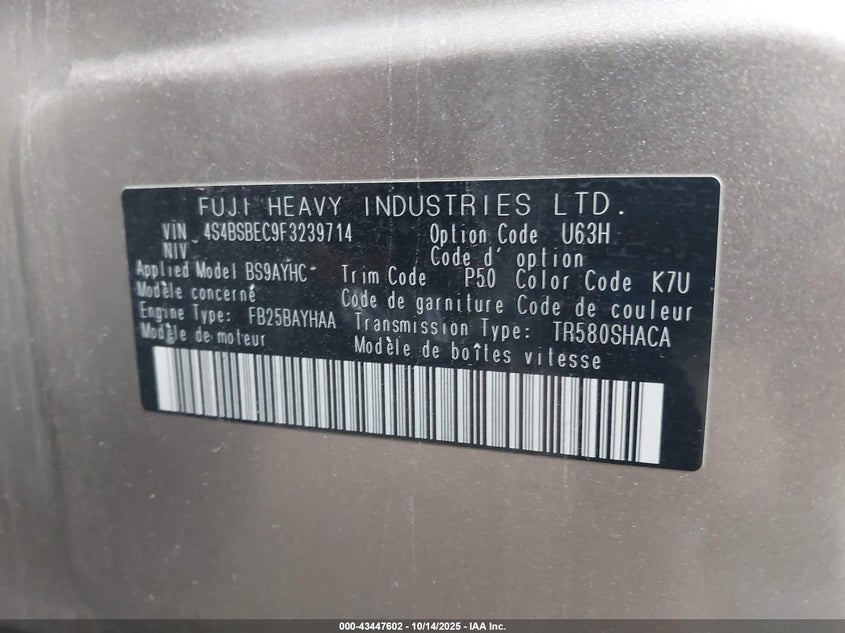 FUJI HEAVY INDUSTRIES LTD.
VIN 4S4BSBEC9F3239714 Option Code U63H
NIV Code d' option
Applied Model BS9AYHC Trim Code P50 Color Code K7U
Modèle concerné Code de garniture Code de couleur
Engine Type: FB25BAYHAA Transmission Type: TR580SHACA
Modèle de moteur Modèle de boîtes vitesse
000-43447602 | 10/14/2025 - IAA Inc.